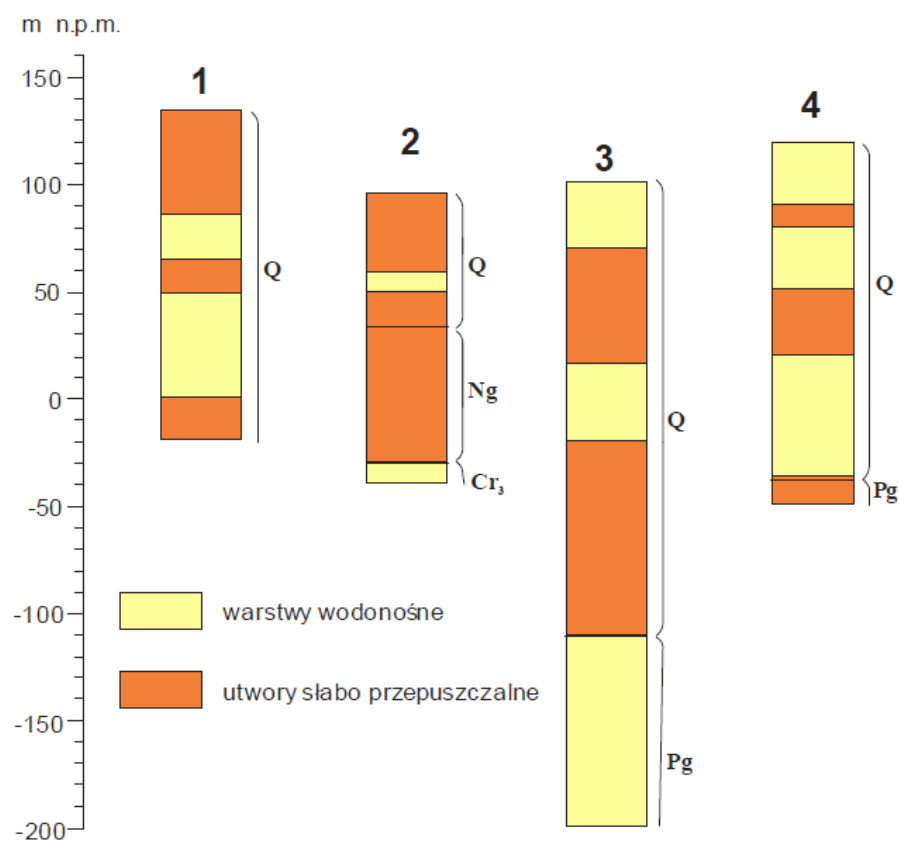 m n.p.m.
150
100
50
0
-50
-100
-150
-200
1
Q
2
Q
Ng
Cr₃
3
Q
Pg
4
Q
Pg
warstwy wodonośne
utwory słabo przepuszczalne